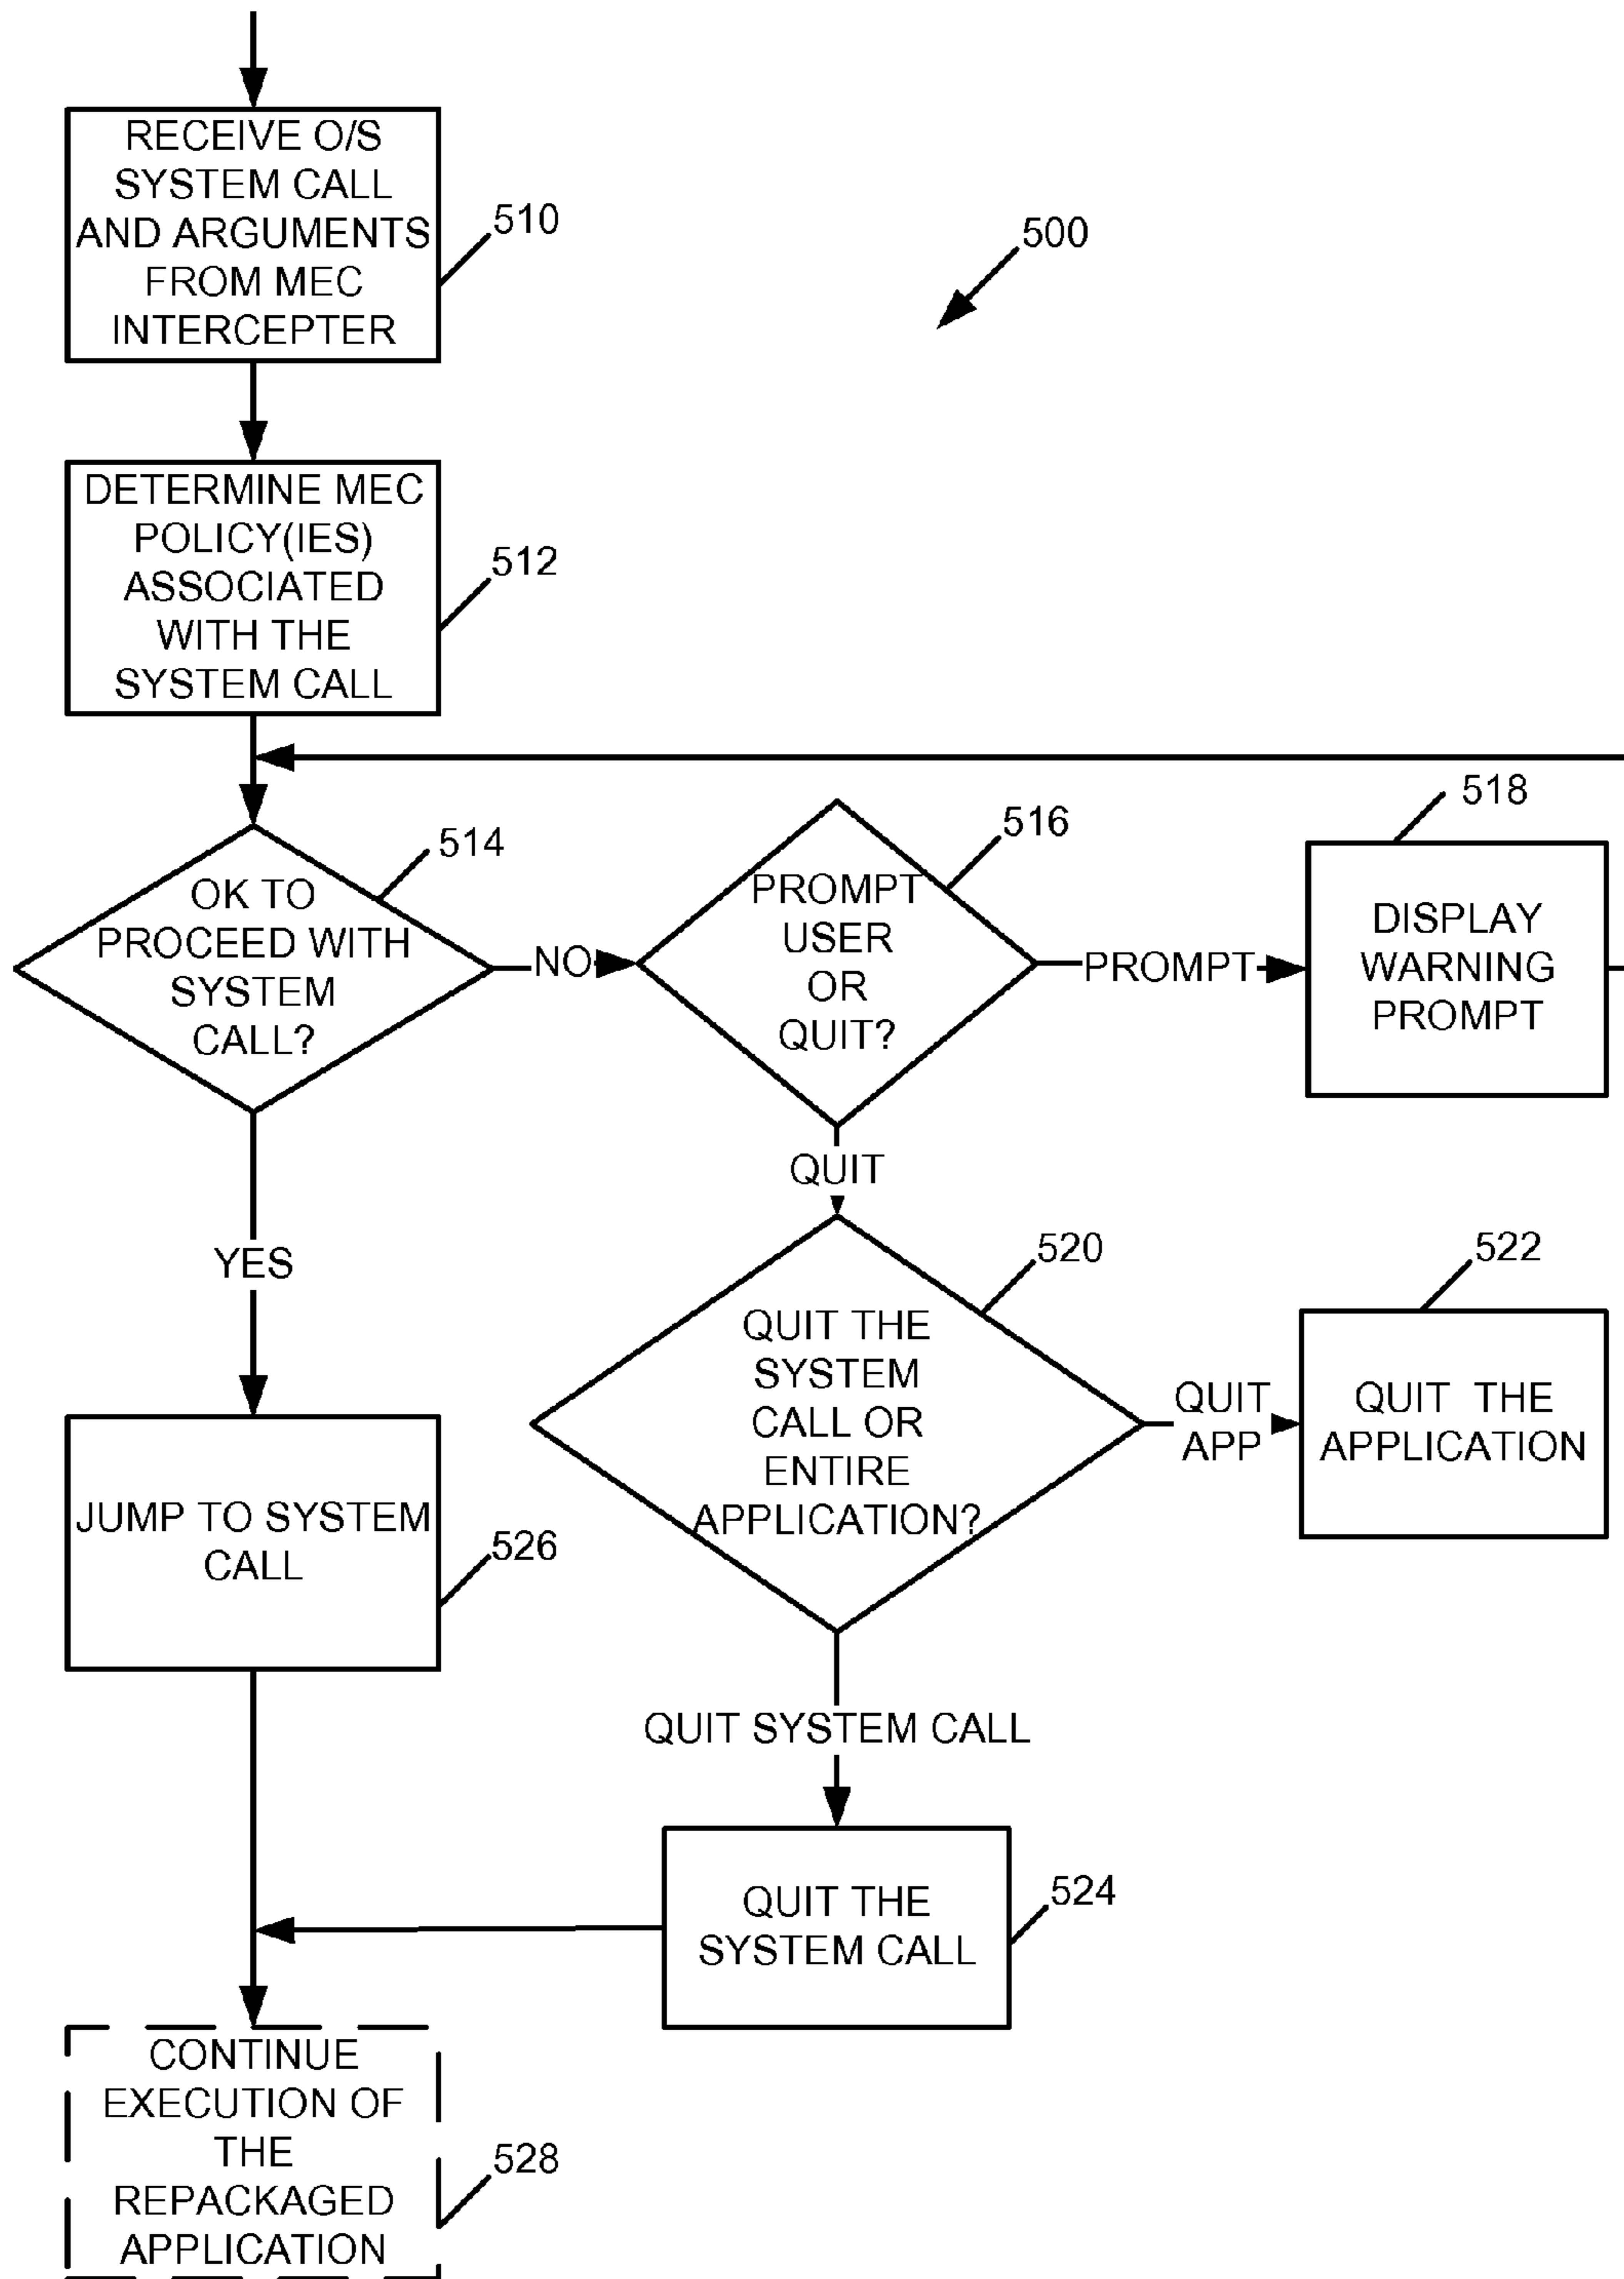 RECEIVE O/S
SYSTEM CALL
AND ARGUMENTS
FROM MEC
INTERCEPTER
510
500
DETERMINE MEC
POLICY(IES)
ASSOCIATED
WITH THE
SYSTEM CALL
512
OK TO
PROCEED WITH
SYSTEM
CALL?
514
NO
PROMPT
USER
OR
QUIT?
516
PROMPT
518
DISPLAY
WARNING
PROMPT
QUIT
YES
QUIT THE
SYSTEM
CALL OR
ENTIRE
APPLICATION?
520
QUIT
APP
522
QUIT THE
APPLICATION
JUMP TO SYSTEM
CALL
526
QUIT SYSTEM CALL
QUIT THE
SYSTEM CALL
524
CONTINUE
EXECUTION OF
THE
REPACKAGED
APPLICATION
528